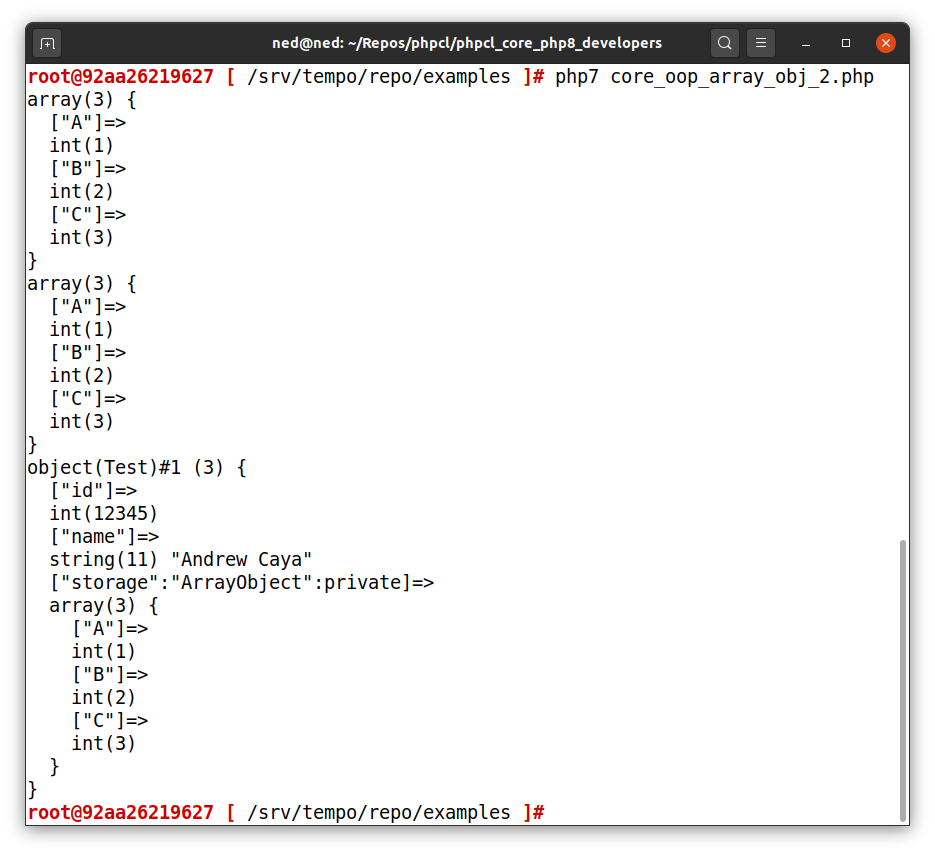 ned@ned: ~/Repos/phpcl/phpcl_core_php8_developers
root@92aa26219627 [ /srv/tempo/repo/examples ]# php7 core_oop_array_obj_2.php
array(3) {
  ["A"]=>
  int(1)
  ["B"]=>
  int(2)
  ["C"]=>
  int(3)
}
array(3) {
  ["A"]=>
  int(1)
  ["B"]=>
  int(2)
  ["C"]=>
  int(3)
}
object(Test)#1 (3) {
  ["id"]=>
  int(12345)
  ["name"]=>
  string(11) "Andrew Caya"
  ["storage":"ArrayObject":private]=>
  array(3) {
    ["A"]=>
    int(1)
    ["B"]=>
    int(2)
    ["C"]=>
    int(3)
  }
}
root@92aa26219627 [ /srv/tempo/repo/examples ]#